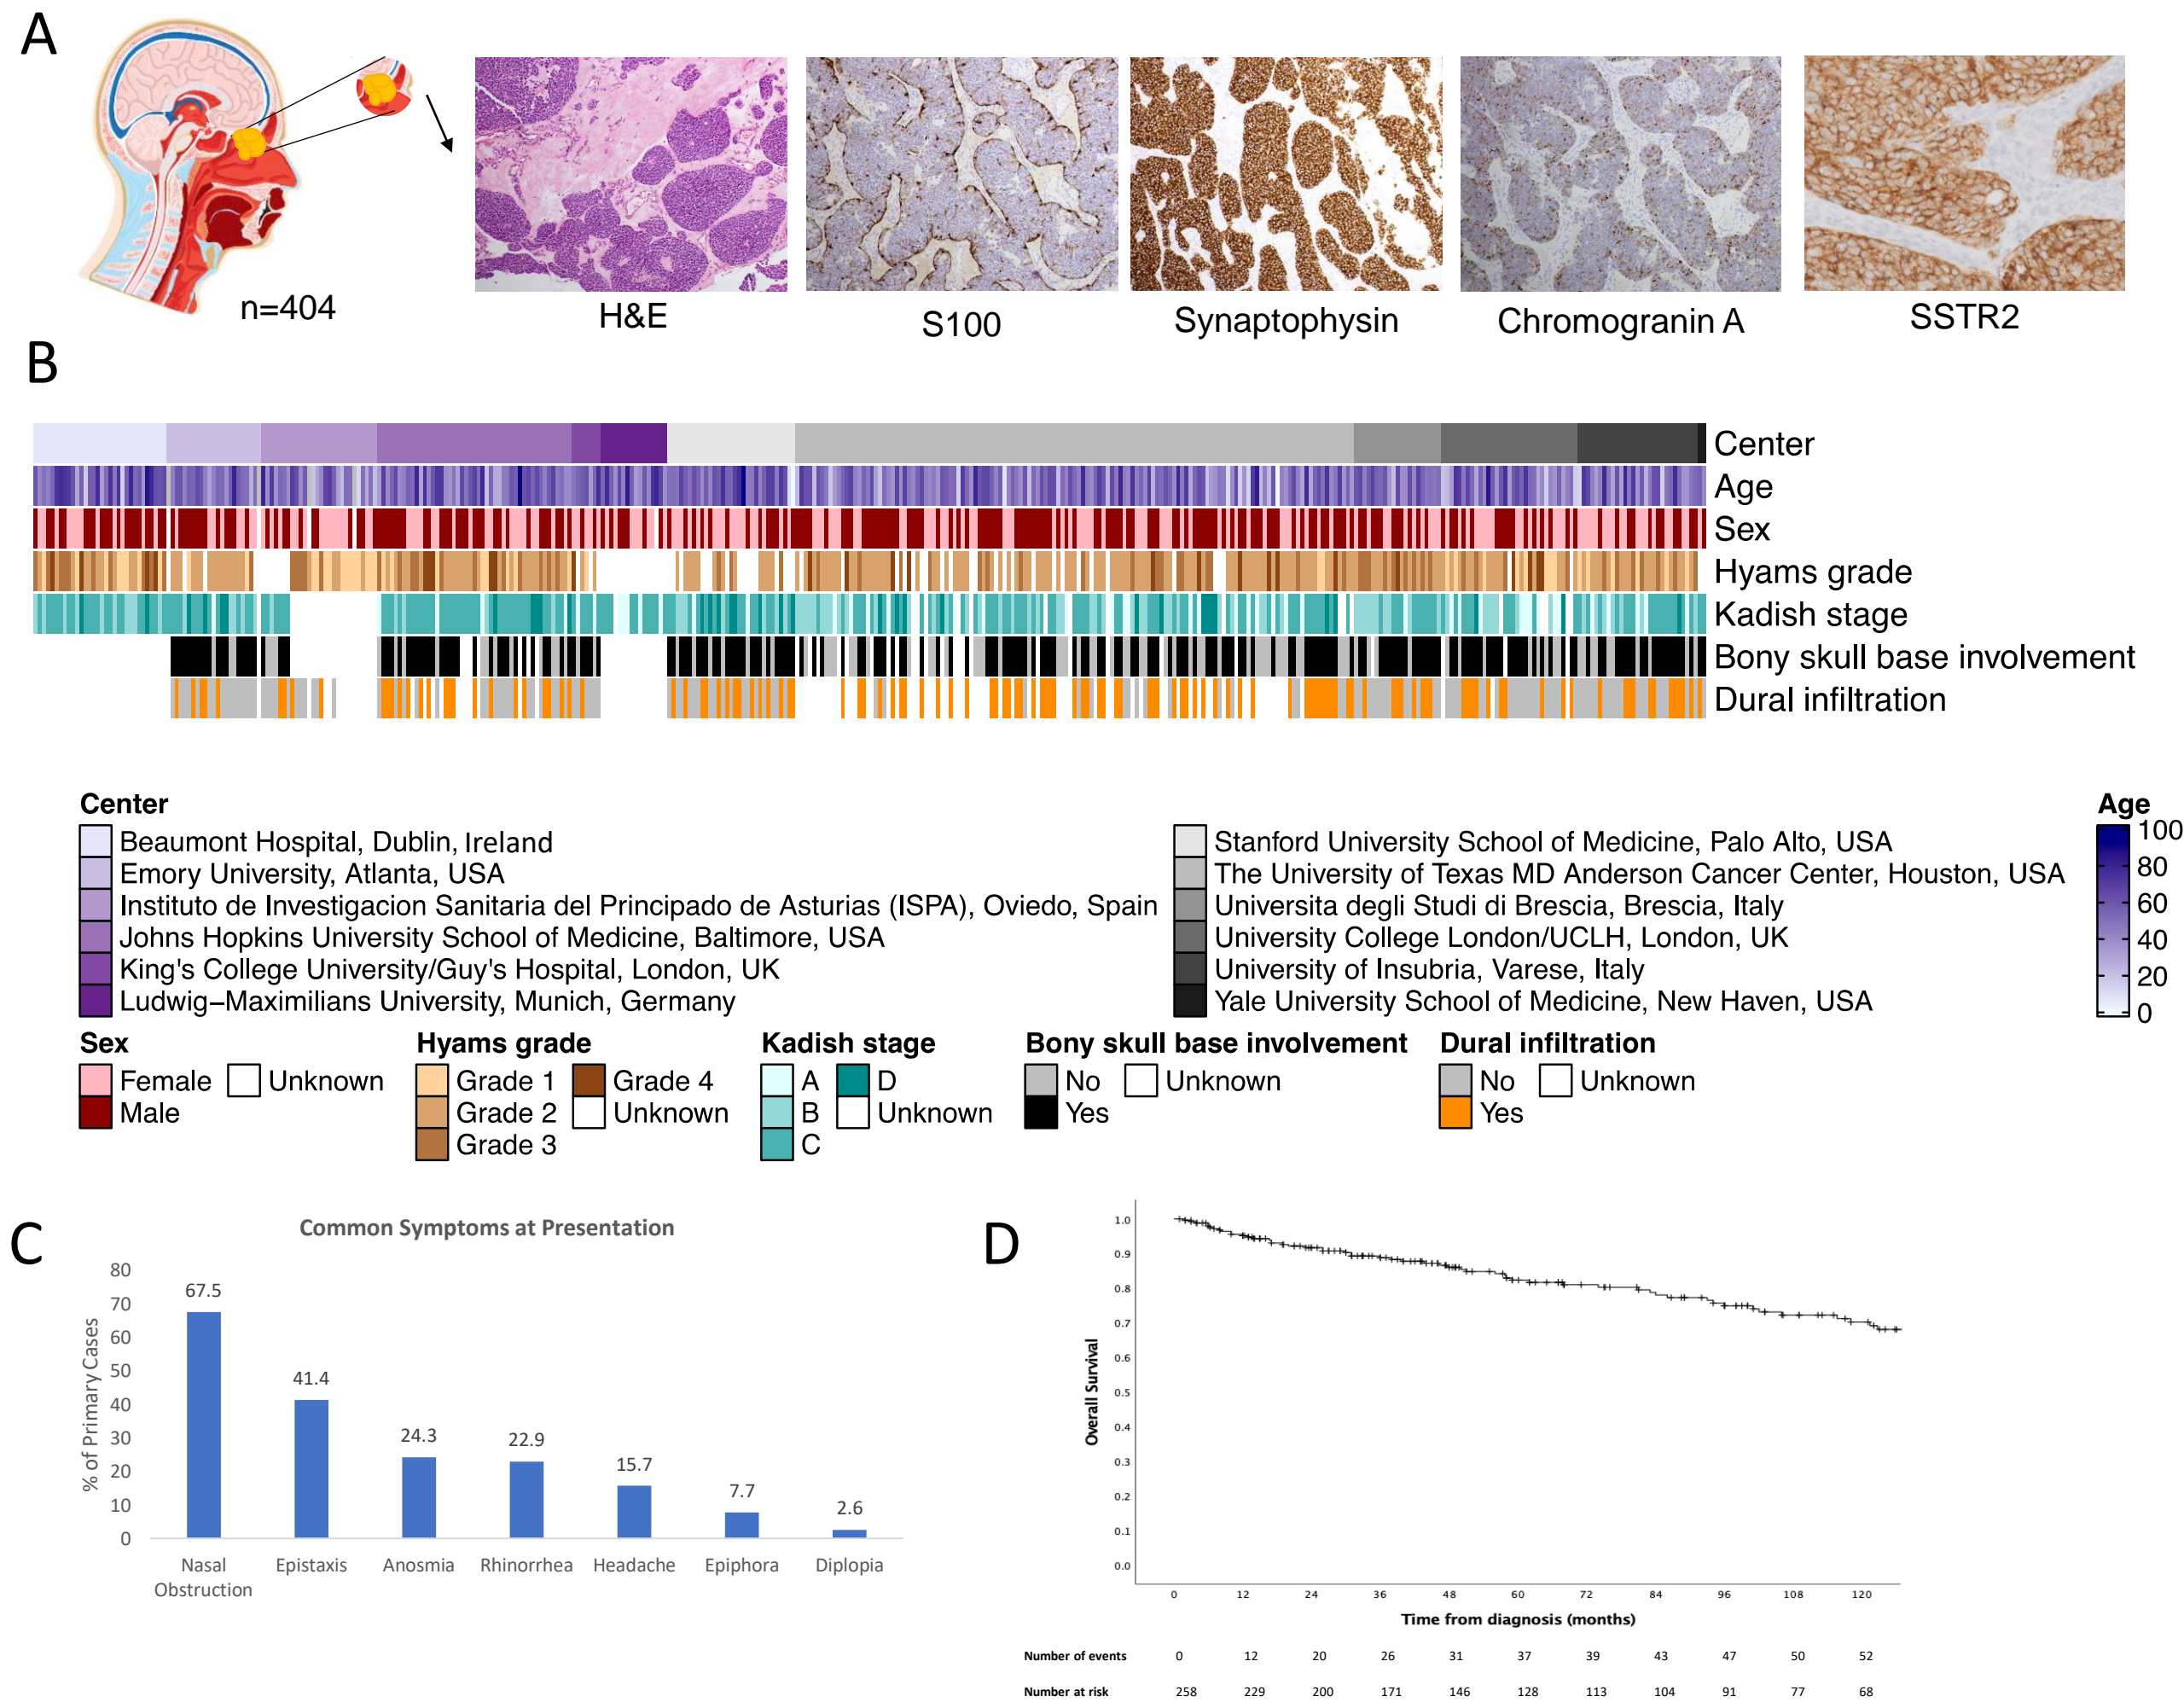 A
n=404
H&E
S100
Synaptophysin
Chromogranin A
SSTR2
B
Center
Age
Sex
Hyams grade
Kadish stage
Bony skull base involvement
Dural infiltration
Center
Beaumont Hospital, Dublin, Ireland
Emory University, Atlanta, USA
Instituto de Investigacion Sanitaria del Principado de Asturias (ISPA), Oviedo, Spain
Johns Hopkins University School of Medicine, Baltimore, USA
King's College University/Guy's Hospital, London, UK
Ludwig−Maximilians University, Munich, Germany
Stanford University School of Medicine, Palo Alto, USA
The University of Texas MD Anderson Cancer Center, Houston, USA
Universita degli Studi di Brescia, Brescia, Italy
University College London/UCLH, London, UK
University of Insubria, Varese, Italy
Yale University School of Medicine, New Haven, USA
Age
100
80
60
40
20
0
Sex
Female
Male
Unknown
Hyams grade
Grade 1
Grade 2
Grade 3
Grade 4
Unknown
Kadish stage
A
B
C
D
Unknown
Bony skull base involvement
No
Yes
Unknown
Dural infiltration
No
Yes
Unknown
C
Common Symptoms at Presentation
% of Primary Cases
80
70
60
50
40
30
20
10
0
67.5
41.4
24.3
22.9
15.7
7.7
2.6
Nasal
Obstruction
Epistaxis
Anosmia
Rhinorrhea
Headache
Epiphora
Diplopia
D
Overall Survival
1.0
0.9
0.8
0.7
0.6
0.5
0.4
0.3
0.2
0.1
0.0
0 12 24 36 48 60 72 84 96 108 120
Time from diagnosis (months)
Number of events 0 12 20 26 31 37 39 43 47 50 52
Number at risk 258 229 200 171 146 128 113 104 91 77 68